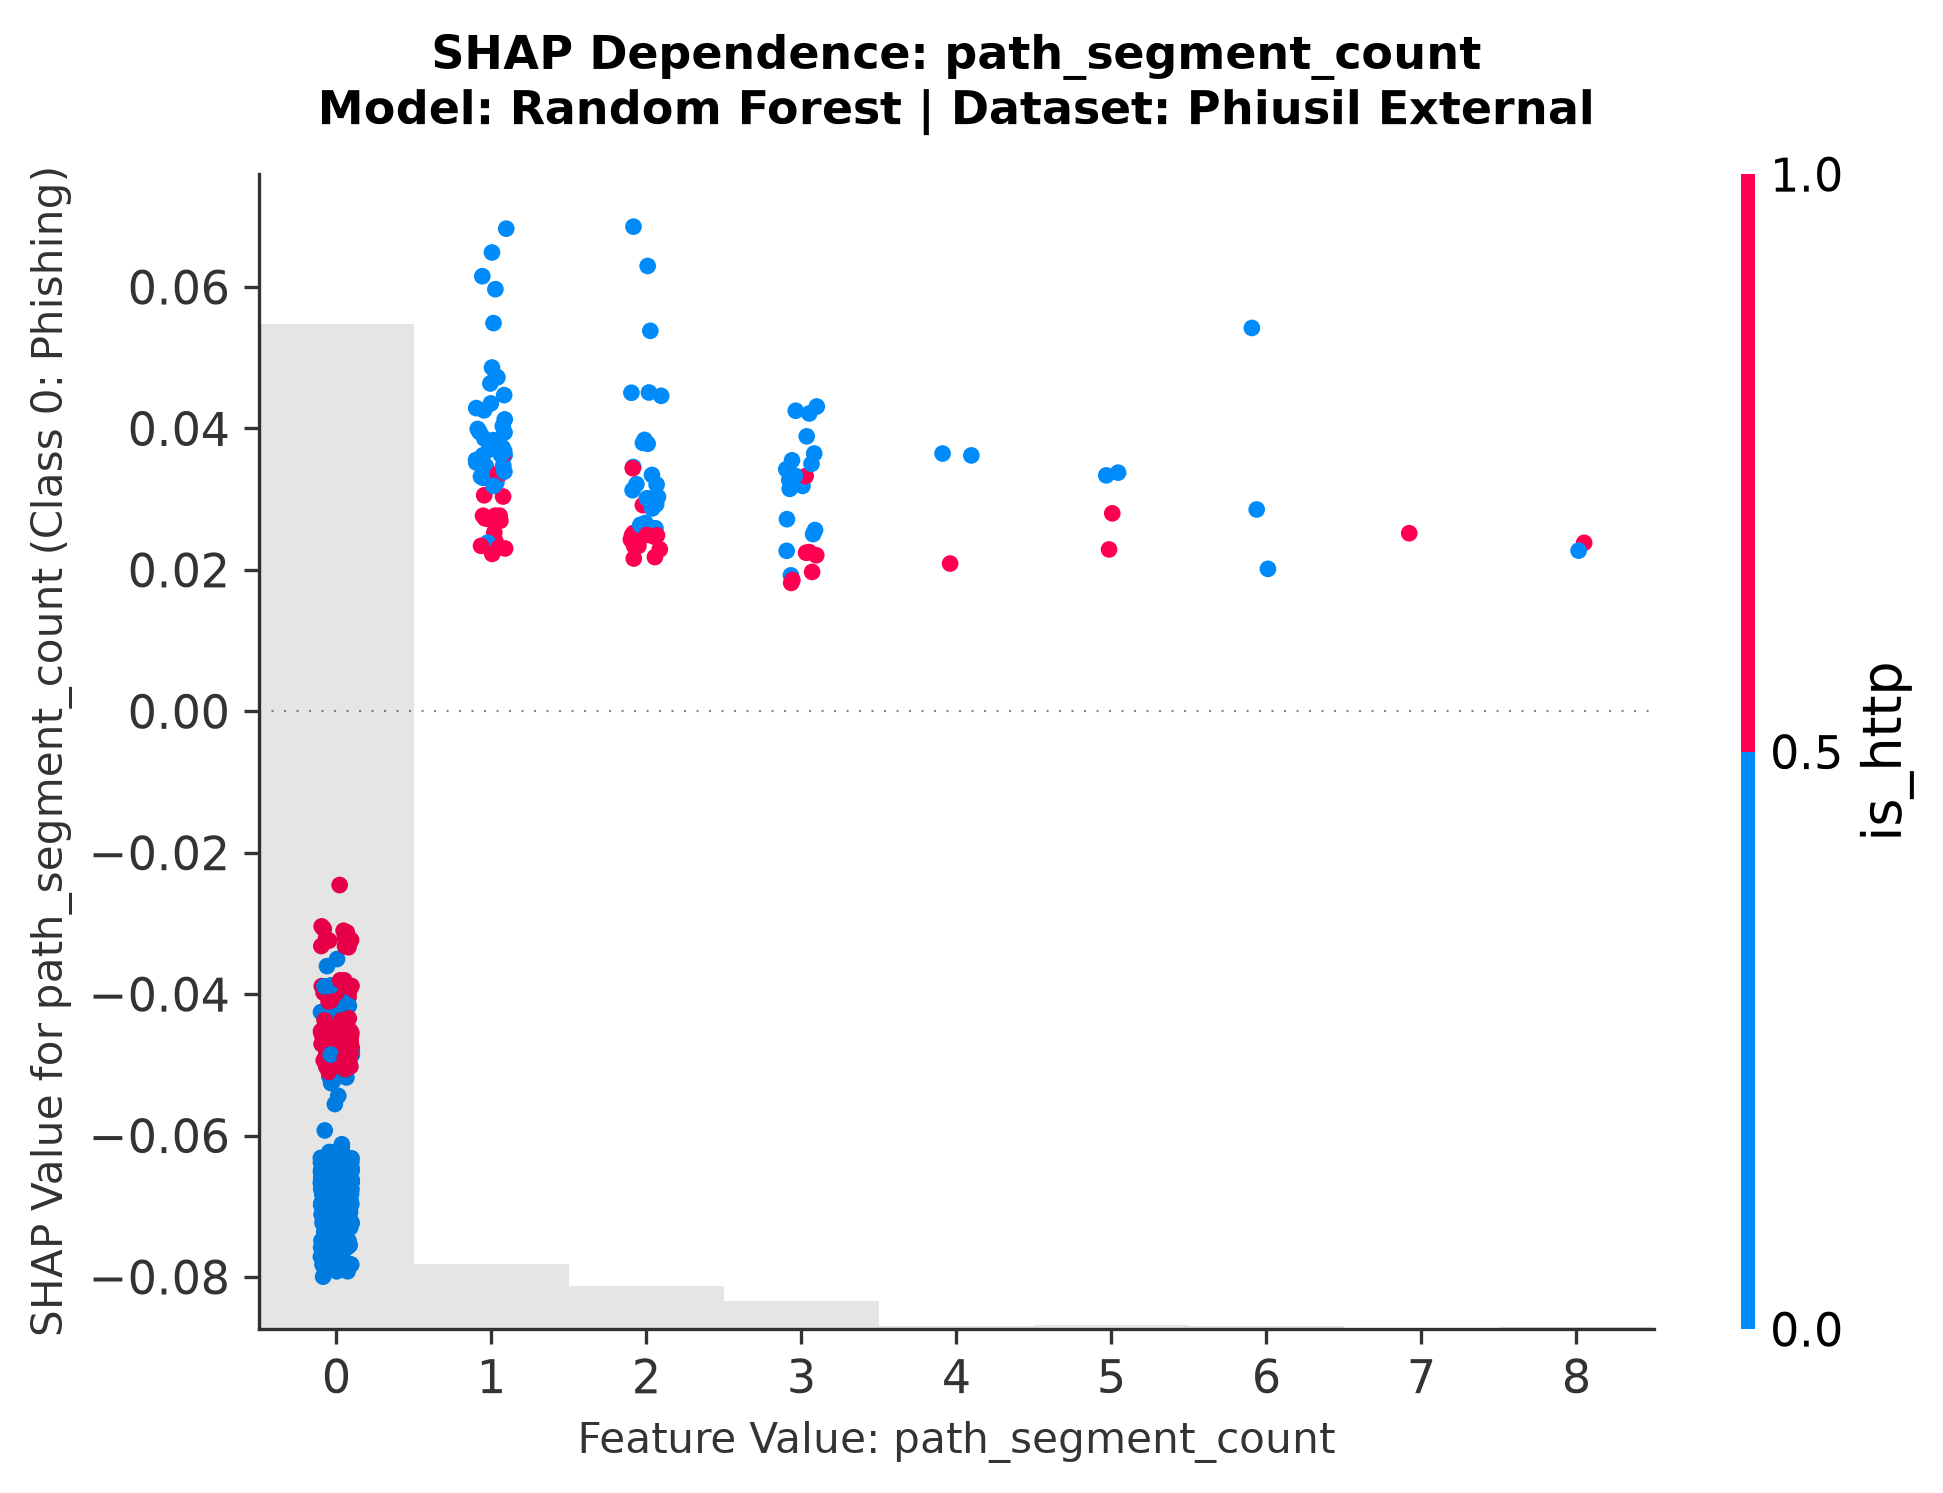 SHAP Dependence: path_segment_count
Model: Random Forest | Dataset: Phiusil External
SHAP Value for path_segment_count (Class 0: Phishing)
0.06
0.04
0.02
0.00
−0.02
−0.04
−0.06
−0.08
0 1 2 3 4 5 6 7 8
Feature Value: path_segment_count
1.0
0.5
0.0
is_http